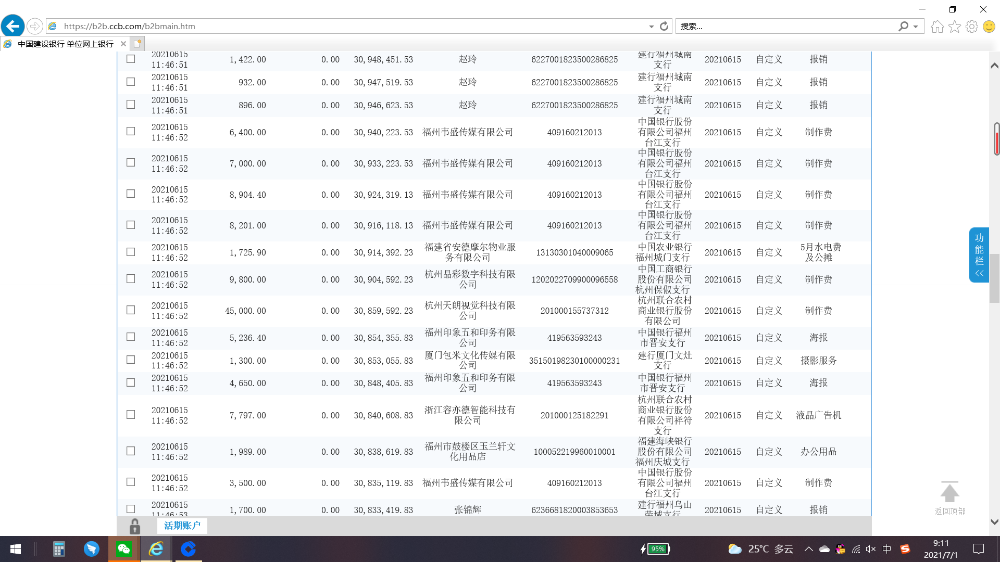 https://b2b.ccb.com/b2bmain.htm
搜索...
中国建设银行 单位网上银行
20210615 11:46:51 1,422.00 0.00 30,948,451.53 赵玲 6227001823500286825 建行福州城南支行 20210615 自定义 报销
20210615 11:46:51 932.00 0.00 30,947,519.53 赵玲 6227001823500286825 建行福州城南支行 20210615 自定义 报销
20210615 11:46:51 896.00 0.00 30,946,623.53 赵玲 6227001823500286825 建行福州城南支行 20210615 自定义 报销
20210615 11:46:52 6,400.00 0.00 30,940,223.53 福州韦盛传媒有限公司 409160212013 中国银行股份有限公司福州台江支行 20210615 自定义 制作费
20210615 11:46:52 7,000.00 0.00 30,933,223.53 福州韦盛传媒有限公司 409160212013 中国银行股份有限公司福州台江支行 20210615 自定义 制作费
20210615 11:46:52 8,904.40 0.00 30,924,319.13 福州韦盛传媒有限公司 409160212013 中国银行股份有限公司福州台江支行 20210615 自定义 制作费
20210615 11:46:52 8,201.00 0.00 30,916,118.13 福州韦盛传媒有限公司 409160212013 中国银行股份有限公司福州台江支行 20210615 自定义 制作费
20210615 11:46:52 1,725.90 0.00 30,914,392.23 福建省安德摩尔物业服务有限公司 13130301040009065 中国农业银行福州城门支行 20210615 自定义 5月水电费及公摊
20210615 11:46:52 9,800.00 0.00 30,904,592.23 杭州晶彩数字科技有限公司 1202022709900096558 中国工商银行股份有限公司杭州保俶支行 20210615 自定义 制作费
20210615 11:46:52 45,000.00 0.00 30,859,592.23 杭州天朗视觉科技有限公司 201000155737312 杭州联合农村商业银行股份有限公司 20210615 自定义 制作费
20210615 11:46:52 5,236.40 0.00 30,854,355.83 福州印象五和印务有限公司 419563593243 中国银行福州市晋安支行 20210615 自定义 海报
20210615 11:46:52 1,300.00 0.00 30,853,055.83 厦门包米文化传媒有限公司 35150198230100000231 建行厦门文灶支行 20210615 自定义 摄影服务
20210615 11:46:52 4,650.00 0.00 30,848,405.83 福州印象五和印务有限公司 419563593243 中国银行福州市晋安支行 20210615 自定义 海报
20210615 11:46:52 7,797.00 0.00 30,840,608.83 浙江容亦德智能科技有限公司 201000125182291 杭州联合农村商业银行股份有限公司祥符支行 20210615 自定义 液晶广告机
20210615 11:46:52 1,989.00 0.00 30,838,619.83 福州市鼓楼区玉兰轩文化用品店 100052219960010001 福建海峡银行股份有限公司福州庆城支行 20210615 自定义 办公用品
20210615 11:46:52 3,500.00 0.00 30,835,119.83 福州韦盛传媒有限公司 409160212013 中国银行股份有限公司福州台江支行 20210615 自定义 制作费
20210615 11:46:53 1,700.00 0.00 30,833,419.83 张锦辉 6236681820003853653 建行福州乌山荣域支行 20210615 自定义 报销
功能栏
返回顶部
活期账户
95%
25℃ 多云
中
9:11
2021/7/1